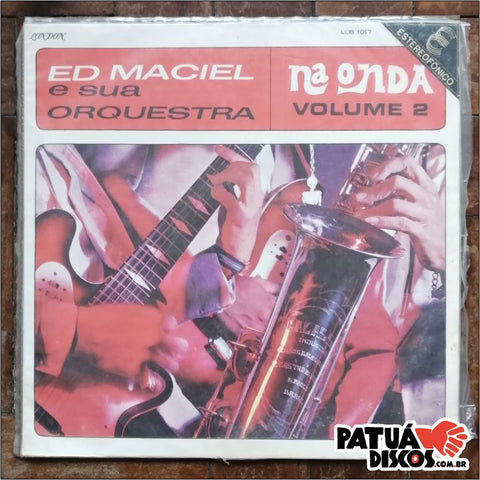 LONDON
LLB 1017
ESTEREOFÔNICO
ED MACIEL
e sua
ORQUESTRA
na onda
VOLUME 2
PATUÁ
DISCOS.COM.BR